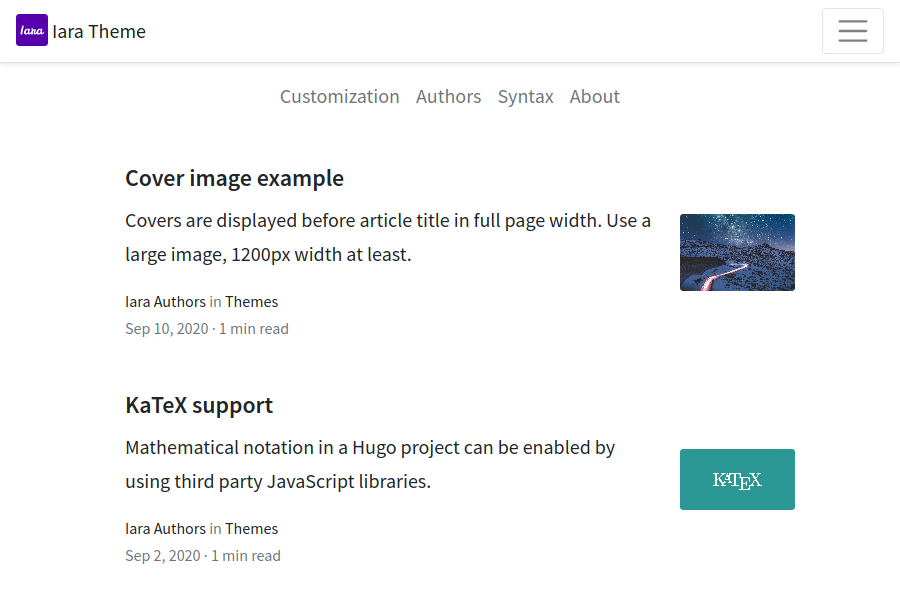 Iara Iara Theme
Customization Authors Syntax About
Cover image example
Covers are displayed before article title in full page width. Use a
large image, 1200px width at least.
Iara Authors in Themes
Sep 10, 2020 · 1 min read
KaTeX support
Mathematical notation in a Hugo project can be enabled by
using third party JavaScript libraries.
KATEX
Iara Authors in Themes
Sep 2, 2020 · 1 min read